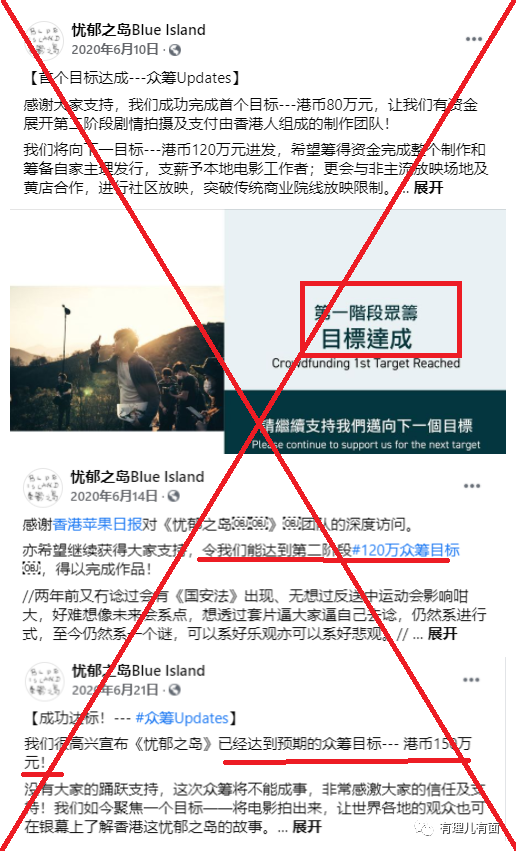 忧郁之岛Blue Island
2020年6月10日
【首个目标达成---众筹Updates】
感谢大家支持，我们成功完成首个目标---港币80万元，让我们有资金
展开第二阶段剧情拍摄及支付由香港人组成的制作团队！
我们将向下一目标---港币120万元进发，希望筹得资金完成整个制作和
筹备自家主理发行，支薪予本地电影工作者；更会与非主流放映场地及
黄店合作，进行社区放映，突破传统商业院线放映限制。... 展开
第一階段眾籌
目標達成
Crowdfunding 1st Target Reached
請繼續支持我們邁向下一個目標
Please continue to support us for the next target
忧郁之岛Blue Island
2020年6月14日
感谢香港苹果日报对《忧郁之岛》团队的深度访问。
亦希望继续获得大家支持，令我们能达到第二阶段#120万众筹目标
，得以完成作品！
//两年前又冇谂过会有《国安法》出现、无想过反送中运动会影响咁
大，好难想像未来会系点，想透过套片逼大家逼自己去谂，仍然系进行
式，至今仍然系一个谜，可以系好乐观亦可以系好悲观。// ... 展开
忧郁之岛Blue Island
2020年6月21日
【成功达标！--- #众筹Updates】
我们很高兴宣布《忧郁之岛》已经达到预期的众筹目标--- 港币150万
元！
没有大家的踊跃支持，这次众筹将不能成事，非常感激大家的信任及支
持！我们如今聚焦一个目标——将电影拍出来，让世界各地的观众也可
在银幕上了解香港这忧郁之岛的故事。... 展开
有理儿有面